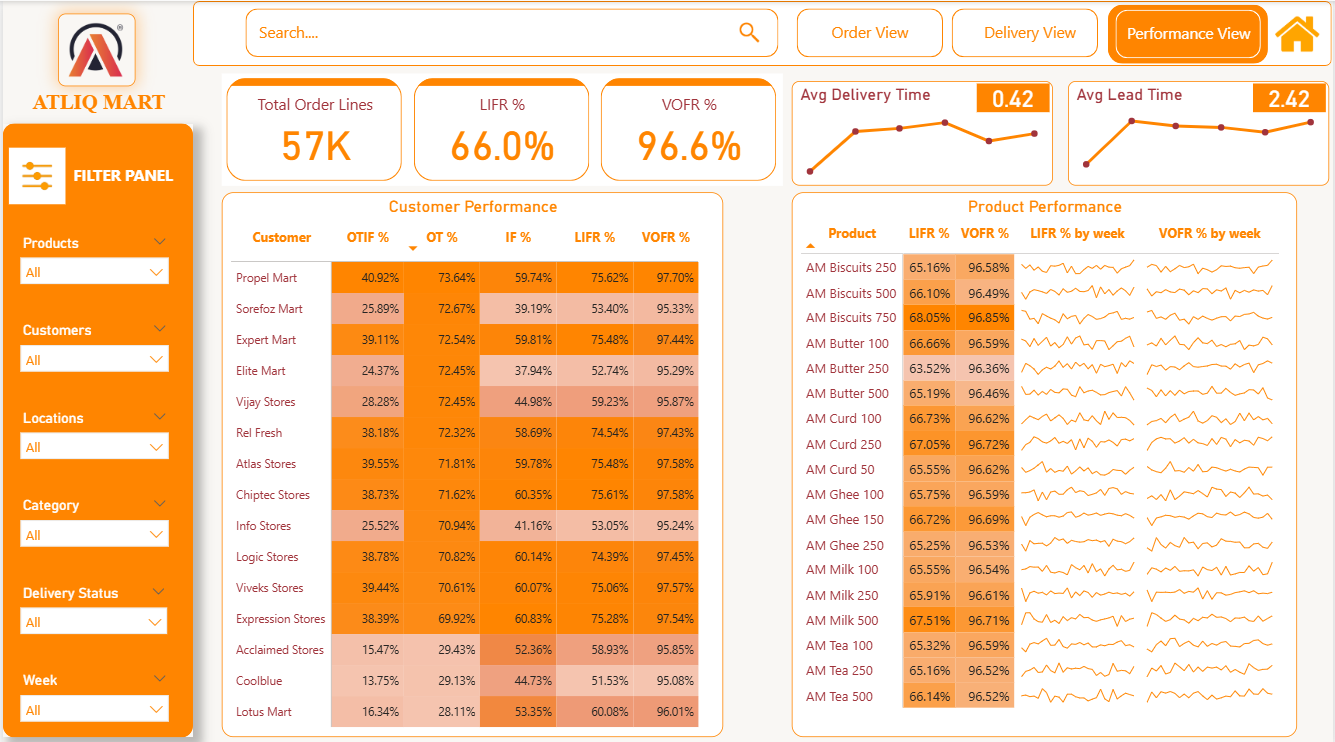 Search....
Order View
Delivery View
Performance View
®
ATLIQ MART
FILTER PANEL
Products
All
Customers
All
Locations
All
Category
All
Delivery Status
All
Week
All
Total Order Lines
57K
LIFR %
66.0%
VOFR %
96.6%
Avg Delivery Time
0.42
Avg Lead Time
2.42
Customer Performance
Customer OTIF % OT % IF % LIFR % VOFR %
Propel Mart 40.92% 73.64% 59.74% 75.62% 97.70%
Sorefoz Mart 25.89% 72.67% 39.19% 53.40% 95.33%
Expert Mart 39.11% 72.54% 59.81% 75.48% 97.44%
Elite Mart 24.37% 72.45% 37.94% 52.74% 95.29%
Vijay Stores 28.28% 72.45% 44.98% 59.23% 95.87%
Rel Fresh 38.18% 72.32% 58.69% 74.54% 97.43%
Atlas Stores 39.55% 71.81% 59.78% 75.48% 97.58%
Chiptec Stores 38.73% 71.62% 60.35% 75.61% 97.58%
Info Stores 25.52% 70.94% 41.16% 53.05% 95.24%
Logic Stores 38.78% 70.82% 60.14% 74.39% 97.45%
Viveks Stores 39.44% 70.61% 60.07% 75.06% 97.57%
Expression Stores 38.39% 69.92% 60.83% 75.28% 97.54%
Acclaimed Stores 15.47% 29.43% 52.36% 58.93% 95.85%
Coolblue 13.75% 29.13% 44.73% 51.53% 95.08%
Lotus Mart 16.34% 28.11% 53.35% 60.08% 96.01%
Product Performance
Product LIFR % VOFR % LIFR % by week VOFR % by week
AM Biscuits 250 65.16% 96.58%
AM Biscuits 500 66.10% 96.49%
AM Biscuits 750 68.05% 96.85%
AM Butter 100 66.66% 96.59%
AM Butter 250 63.52% 96.36%
AM Butter 500 65.19% 96.46%
AM Curd 100 66.73% 96.62%
AM Curd 250 67.05% 96.72%
AM Curd 50 65.55% 96.62%
AM Ghee 100 65.75% 96.59%
AM Ghee 150 66.72% 96.69%
AM Ghee 250 65.25% 96.53%
AM Milk 100 65.55% 96.54%
AM Milk 250 65.91% 96.61%
AM Milk 500 67.51% 96.71%
AM Tea 100 65.32% 96.59%
AM Tea 250 65.16% 96.52%
AM Tea 500 66.14% 96.52%